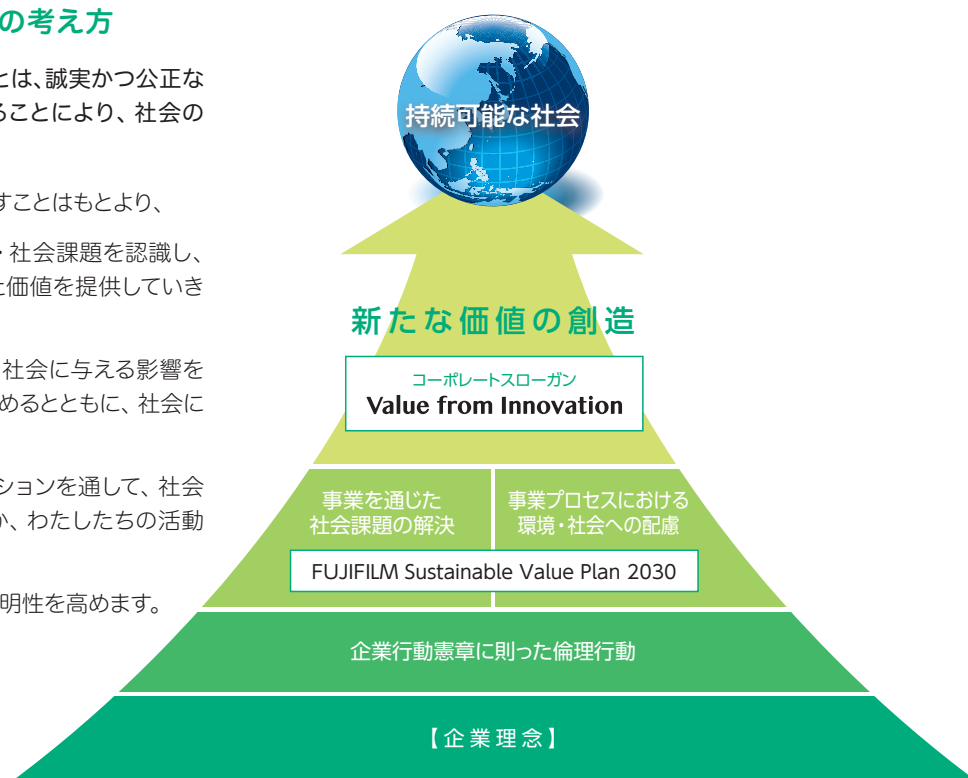 の考え方
とは、誠実かつ公正な
ることにより、社会の
すことはもとより、
・社会課題を認識し、
た価値を提供していき
社会に与える影響を
めるとともに、社会に
ションを通して、社会
か、わたしたちの活動
明性を高めます。
持続可能な社会
新たな価値の創造
コーポレートスローガン
Value from Innovation
事業を通じた
社会課題の解決
事業プロセスにおける
環境・社会への配慮
FUJIFILM Sustainable Value Plan 2030
企業行動憲章に則った倫理行動
【企業理念】